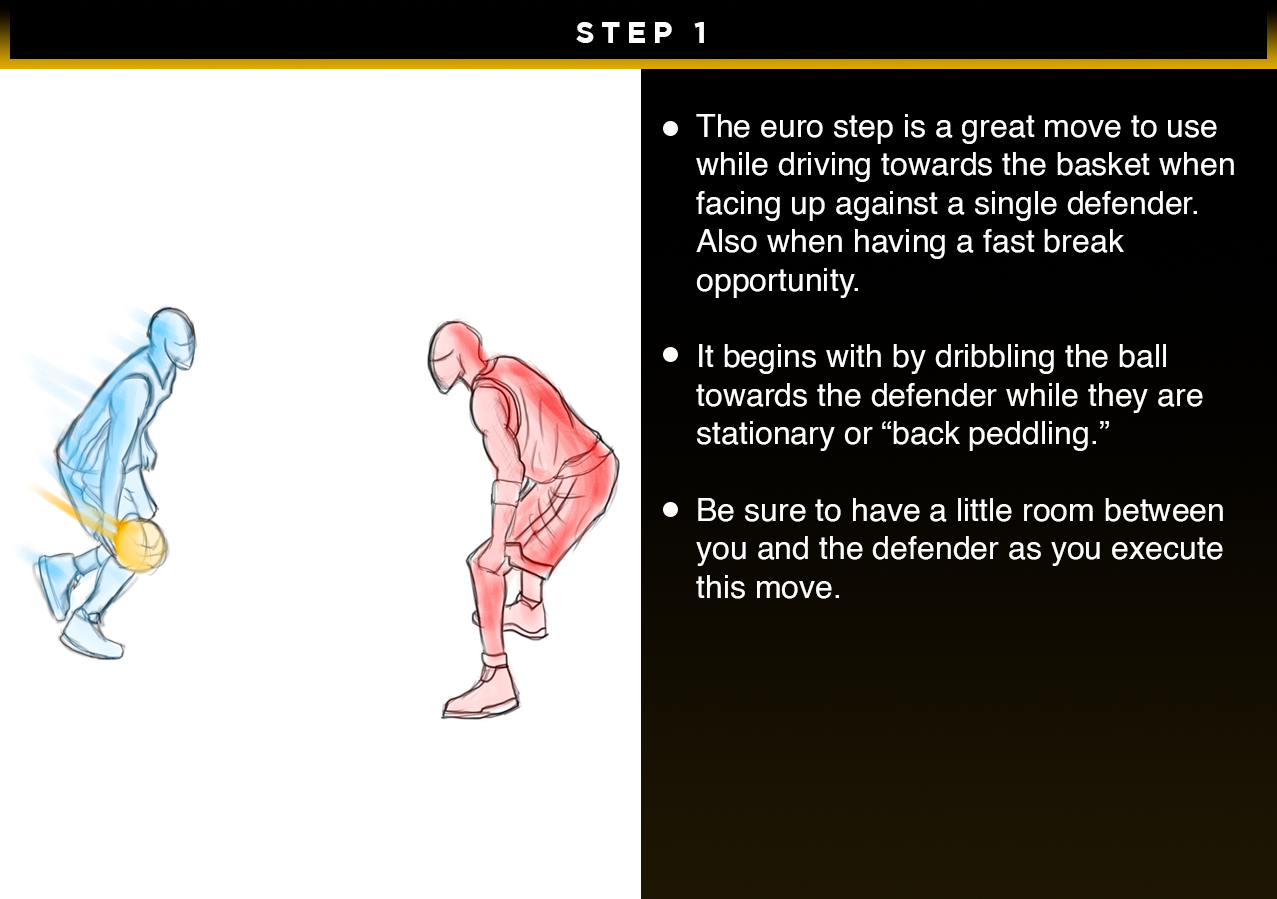 STEP 1
• The euro step is a great move to use
while driving towards the basket when
facing up against a single defender.
Also when having a fast break
opportunity.
• It begins with by dribbling the ball
towards the defender while they are
stationary or “back peddling.”
• Be sure to have a little room between
you and the defender as you execute
this move.